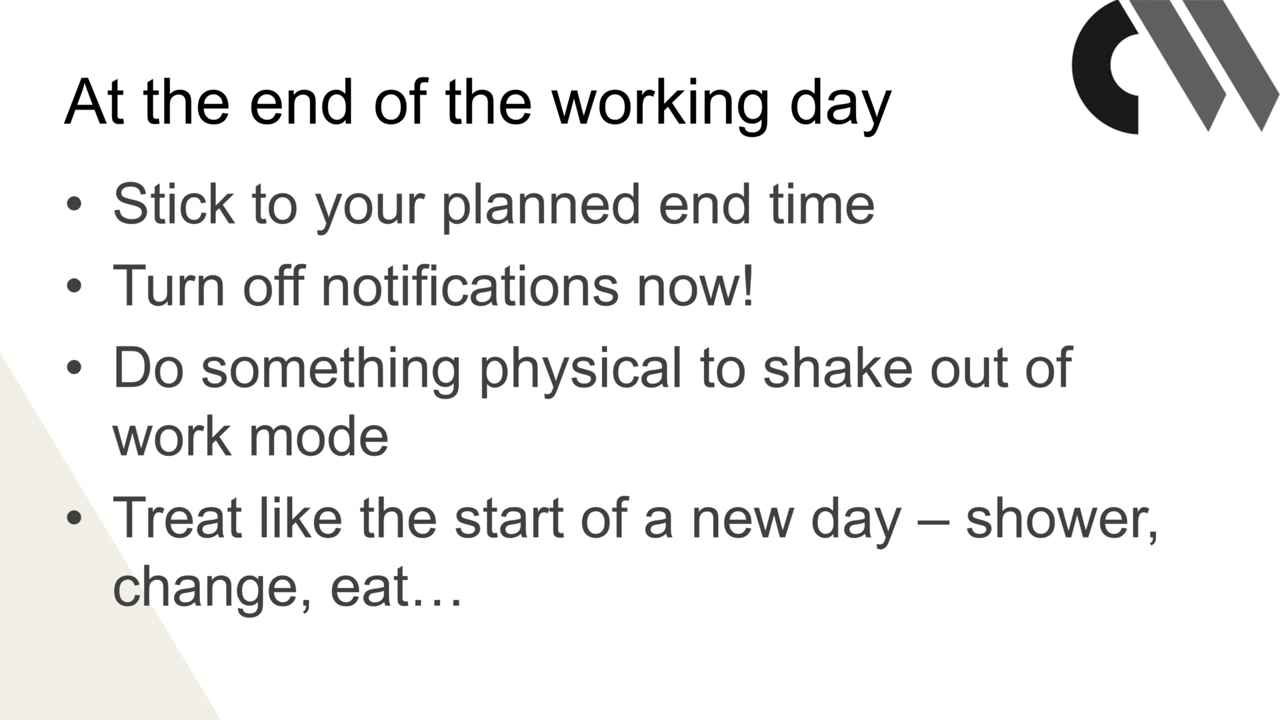 At the end of the working day
• Stick to your planned end time
• Turn off notifications now!
• Do something physical to shake out of
work mode
• Treat like the start of a new day – shower,
change, eat…